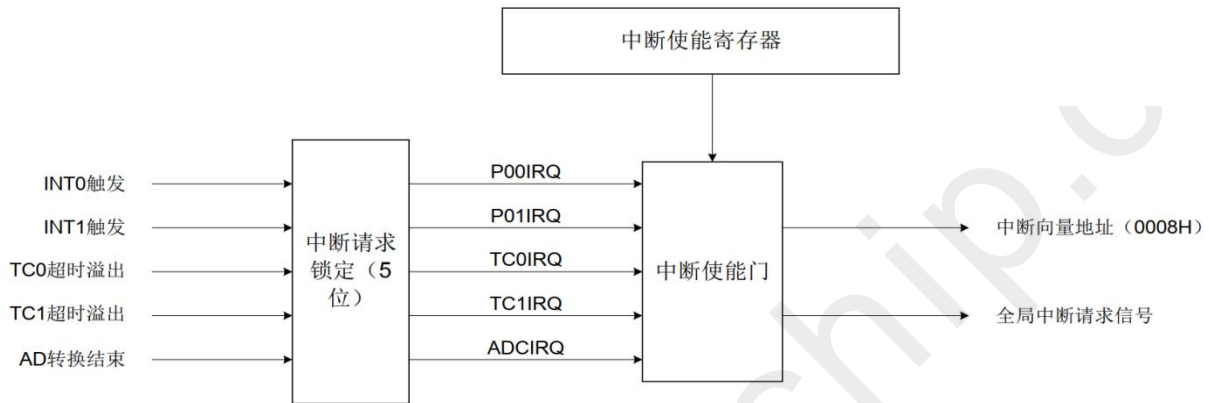 中断使能寄存器
INT0触发
INT1触发
TC0超时溢出
TC1超时溢出
AD转换结束
中断请求
锁定（5
位）
P00IRQ
P01IRQ
TC0IRQ
TC1IRQ
ADCIRQ
中断使能门
中断向量地址（0008H）
全局中断请求信号
chip.c